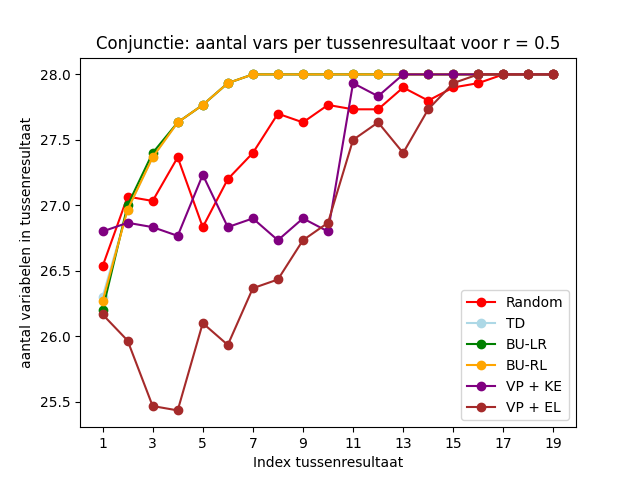 Conjunctie: aantal vars per tussenresultaat voor r = 0.5
aantal variabelen in tussenresultaat
28.0
27.5
27.0
26.5
26.0
25.5
Random
TD
BU-LR
BU-RL
VP + KE
VP + EL
1 3 5 7 9 11 13 15 17 19
Index tussenresultaat